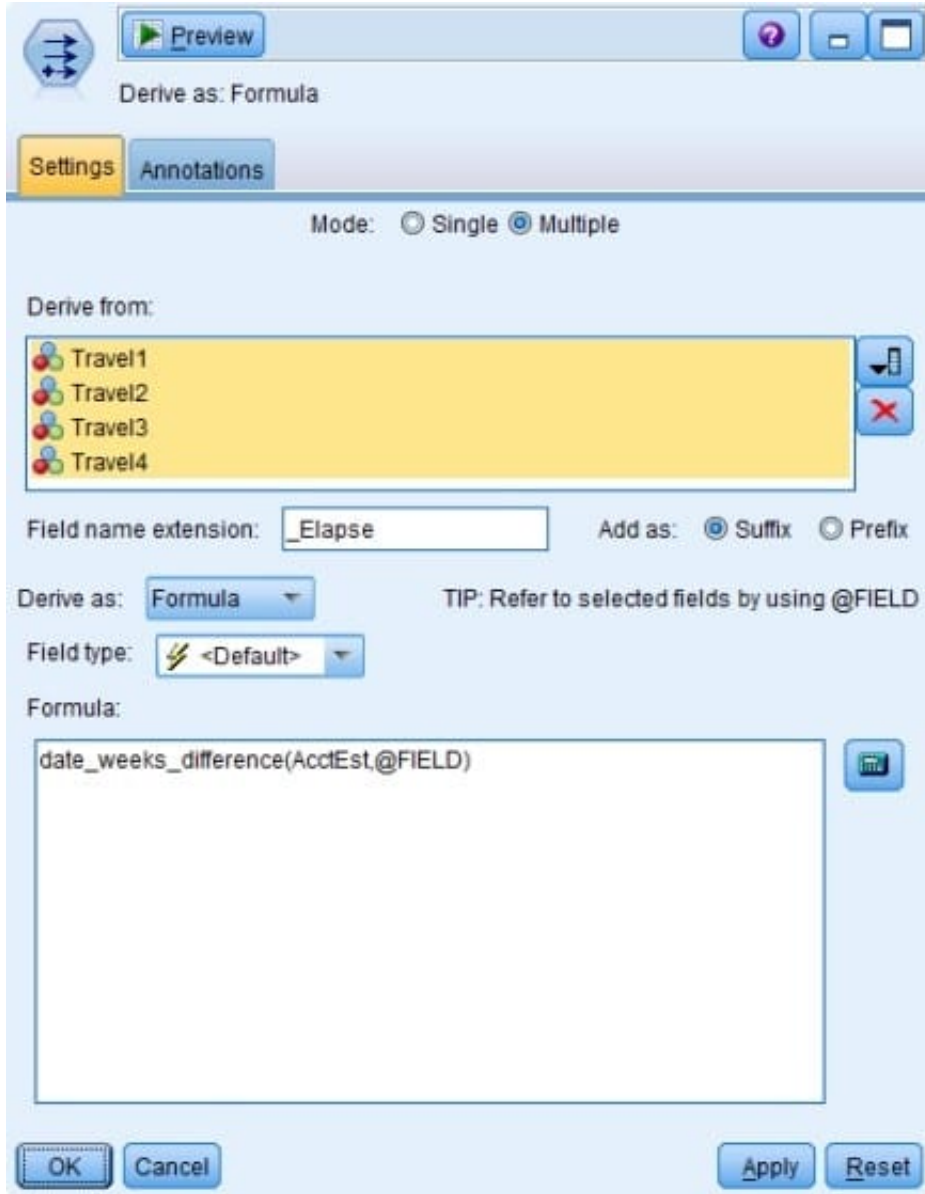 Preview
Derive as: Formula
Settings Annotations
Mode: Single Multiple
Derive from:
Travel1
Travel2
Travel3
Travel4
Field name extension: _Elapse Add as: Suffix Prefix
Derive as: Formula TIP: Refer to selected fields by using @FIELD
Field type: <Default>
Formula:
date_weeks_difference(AcctEst,@FIELD)
OK Cancel Apply Reset